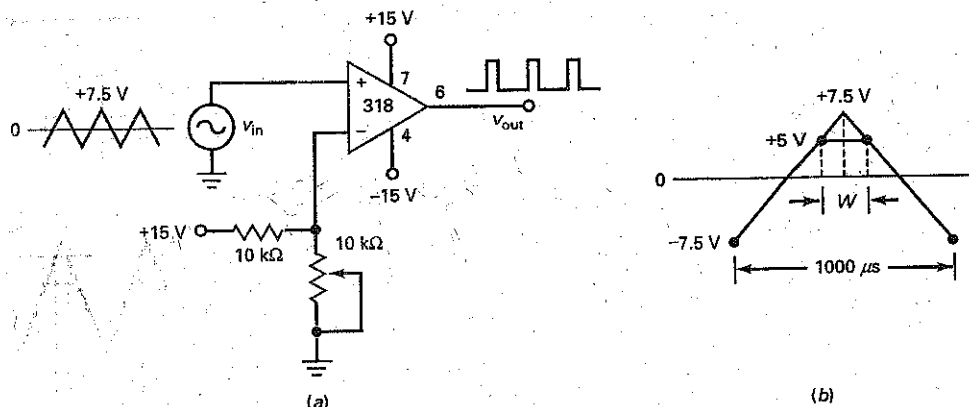 +15 V
+7.5 V
0
v_in
+
−
7
318
4
6
v_out
−15 V
+15 V
10 kΩ
10 kΩ
(a)
+7.5 V
+5 V
0
W
−7.5 V
1000 μs
(b)